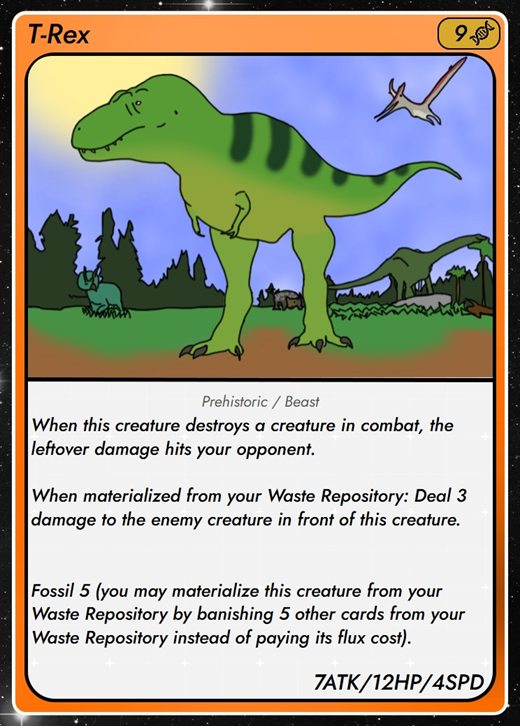 T-Rex
9
Prehistoric / Beast
When this creature destroys a creature in combat, the
leftover damage hits your opponent.
When materialized from your Waste Repository: Deal 3
damage to the enemy creature in front of this creature.
Fossil 5 (you may materialize this creature from your
Waste Repository by banishing 5 other cards from your
Waste Repository instead of paying its flux cost).
7ATK/12HP/4SPD